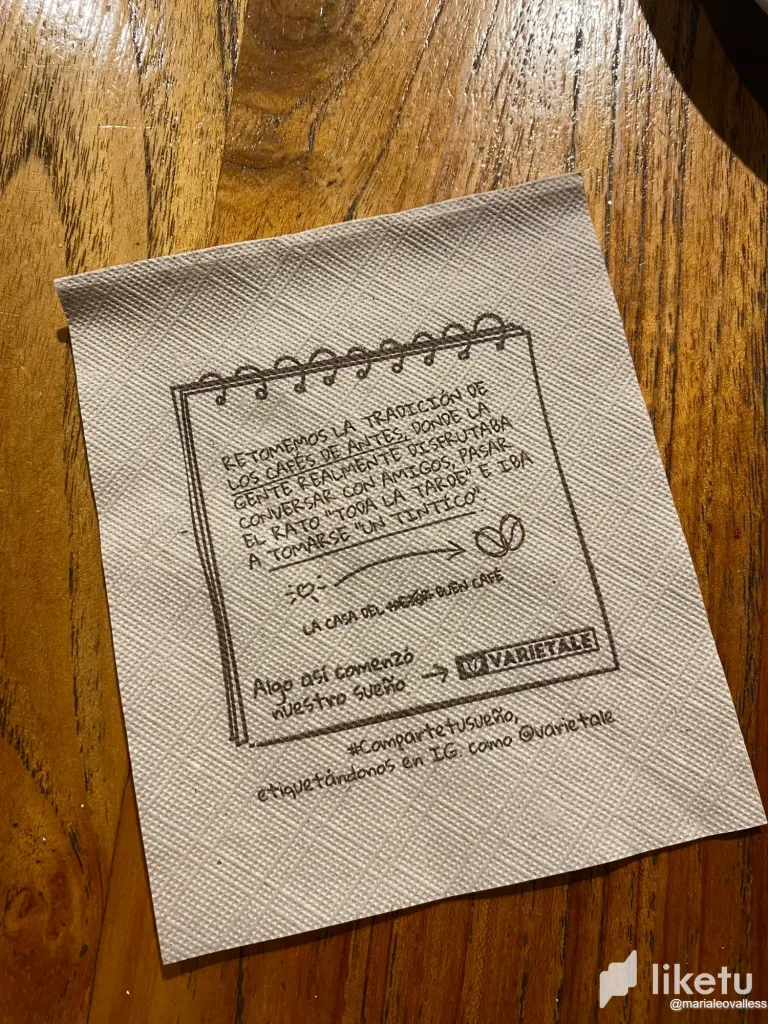 RETOMEMOS LA TRADICIÓN DE
LOS CAFÉS DE ANTES, DONDE LA
GENTE REALMENTE DISFRUTABA
CONVERSAR CON AMIGOS, PASAR
EL RATO "TODA LA TARDE" E IBA
A TOMARSE "UN TINTICO"
LA CASA DEL MEJOR BUEN CAFÉ
Algo así comenzó
nuestro sueño → VARIETALE
#Compartetusueño,
etiquetándonos en IG. como @varietale
liketu
@marialeovalless